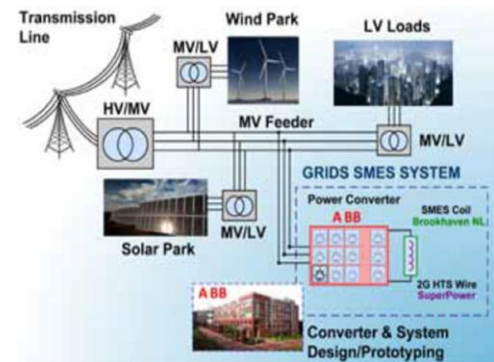 Transmission
Line
Wind Park
LV Loads
MV/LV
HV/MV
MV Feeder
MV/LV
GRIDS SMES SYSTEM
Power Converter
A BB
SMES Coil
Brookhaven NL
MV/LV
Solar Park
2G HTS Wire
SuperPower
A BB
Converter & System
Design/Prototyping